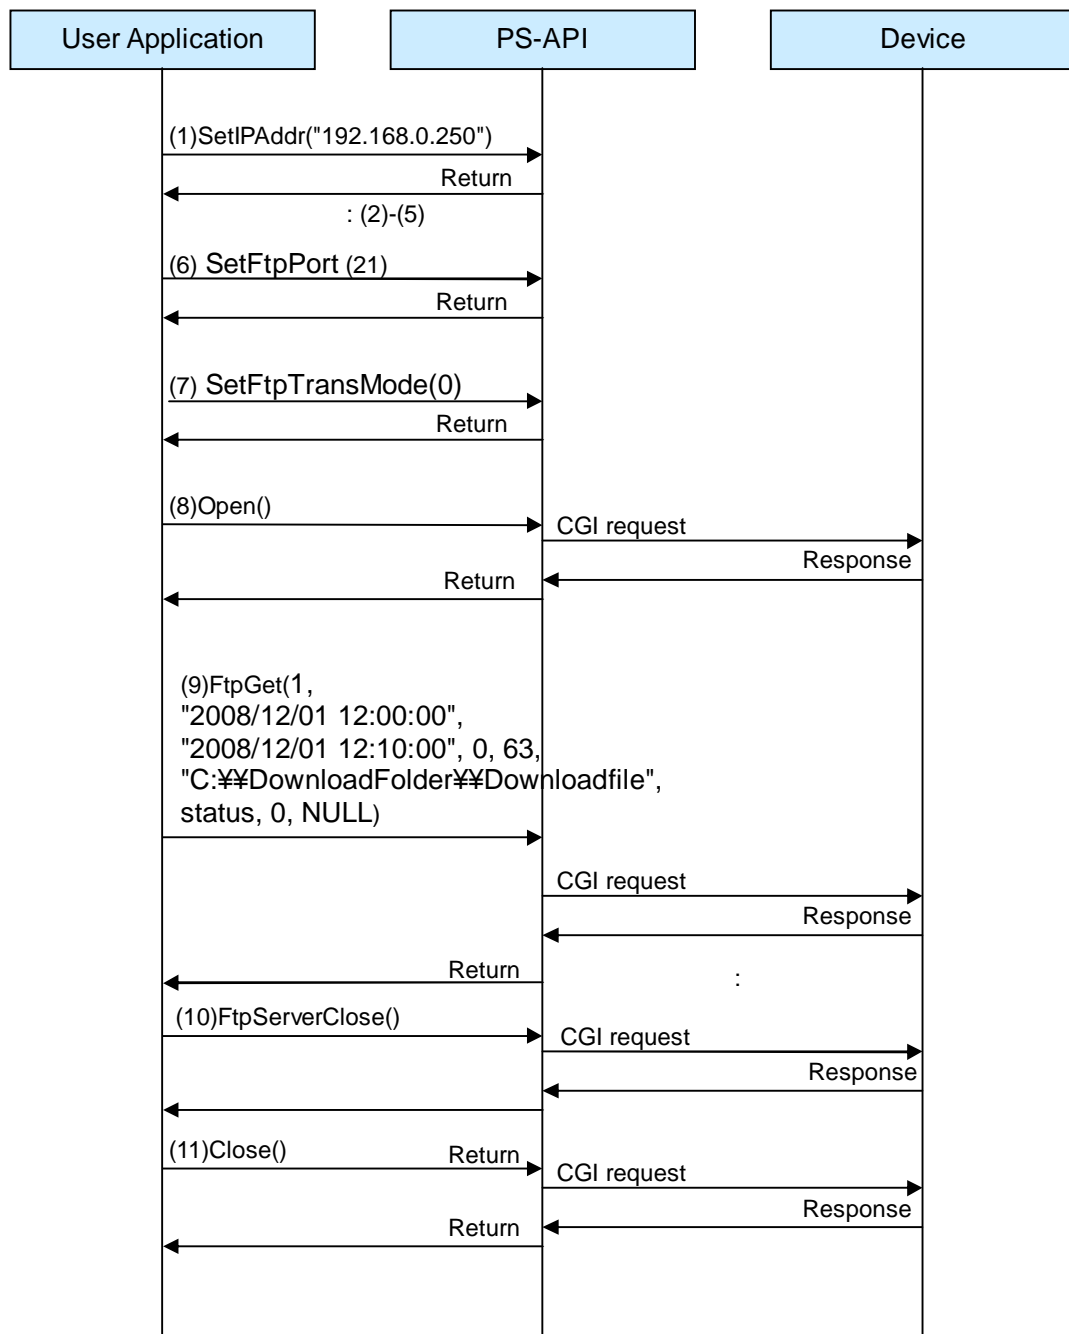 User Application
PS-API
Device
(1)SetIPAddr("192.168.0.250")
Return
: (2)-(5)
(6) SetFtpPort (21)
Return
(7) SetFtpTransMode(0)
Return
(8)Open()
CGI request
Response
Return
(9)FtpGet(1,
"2008/12/01 12:00:00",
"2008/12/01 12:10:00", 0, 63,
"C:¥¥DownloadFolder¥¥Downloadfile",
status, 0, NULL)
CGI request
Response
Return
:
(10)FtpServerClose()
CGI request
Response
(11)Close()
Return
CGI request
Response
Return